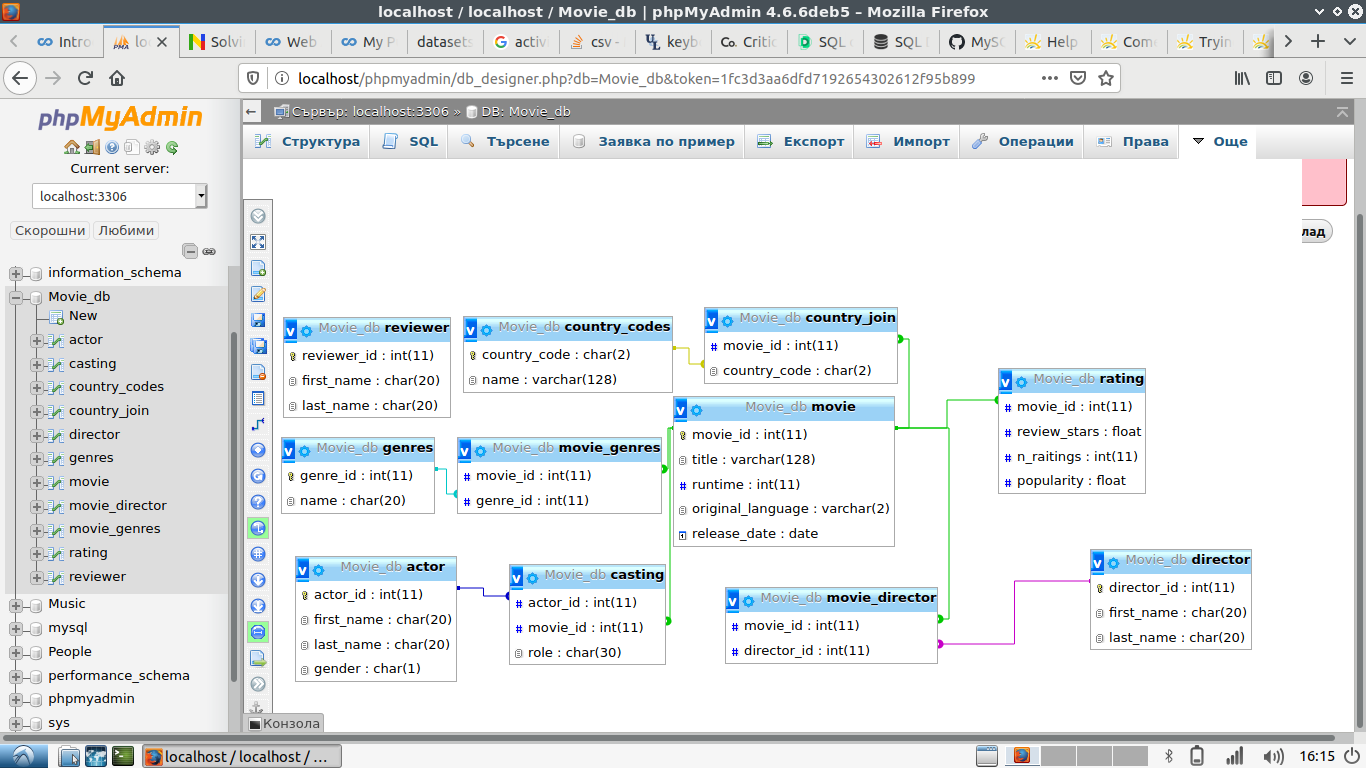 localhost / localhost / Movie_db | phpMyAdmin 4.6.6deb5 – Mozilla Firefox
Intro
lo
Solvin
Web
My P
datasets
activi
csv -
keyb
Critic
SQL
SQL
MySQ
Help
Com
Tryin
localhost/phpmyadmin/db_designer.php?db=Movie_db&token=1fc3d3aa6dfd7192654302612f95b899
phpMyAdmin
Current server:
localhost:3306
Скорошни
Любими
information_schema
Movie_db
New
actor
casting
country_codes
country_join
director
genres
movie
movie_director
movie_genres
rating
reviewer
Music
mysql
People
performance_schema
phpmyadmin
sys
Сървър: localhost:3306 » DB: Movie_db
Структура
SQL
Търсене
Заявка по пример
Експорт
Импорт
Операции
Права
Още
лад
Movie_db reviewer
reviewer_id : int(11)
first_name : char(20)
last_name : char(20)
Movie_db country_codes
country_code : char(2)
name : varchar(128)
Movie_db country_join
movie_id : int(11)
country_code : char(2)
Movie_db rating
movie_id : int(11)
review_stars : float
n_raitings : int(11)
popularity : float
Movie_db movie
movie_id : int(11)
title : varchar(128)
runtime : int(11)
original_language : varchar(2)
release_date : date
Movie_db genres
genre_id : int(11)
name : char(20)
Movie_db movie_genres
movie_id : int(11)
genre_id : int(11)
Movie_db actor
actor_id : int(11)
first_name : char(20)
last_name : char(20)
gender : char(1)
Movie_db casting
actor_id : int(11)
movie_id : int(11)
role : char(30)
Movie_db movie_director
movie_id : int(11)
director_id : int(11)
Movie_db director
director_id : int(11)
first_name : char(20)
last_name : char(20)
Конзола
localhost / localhost / ...
16:15